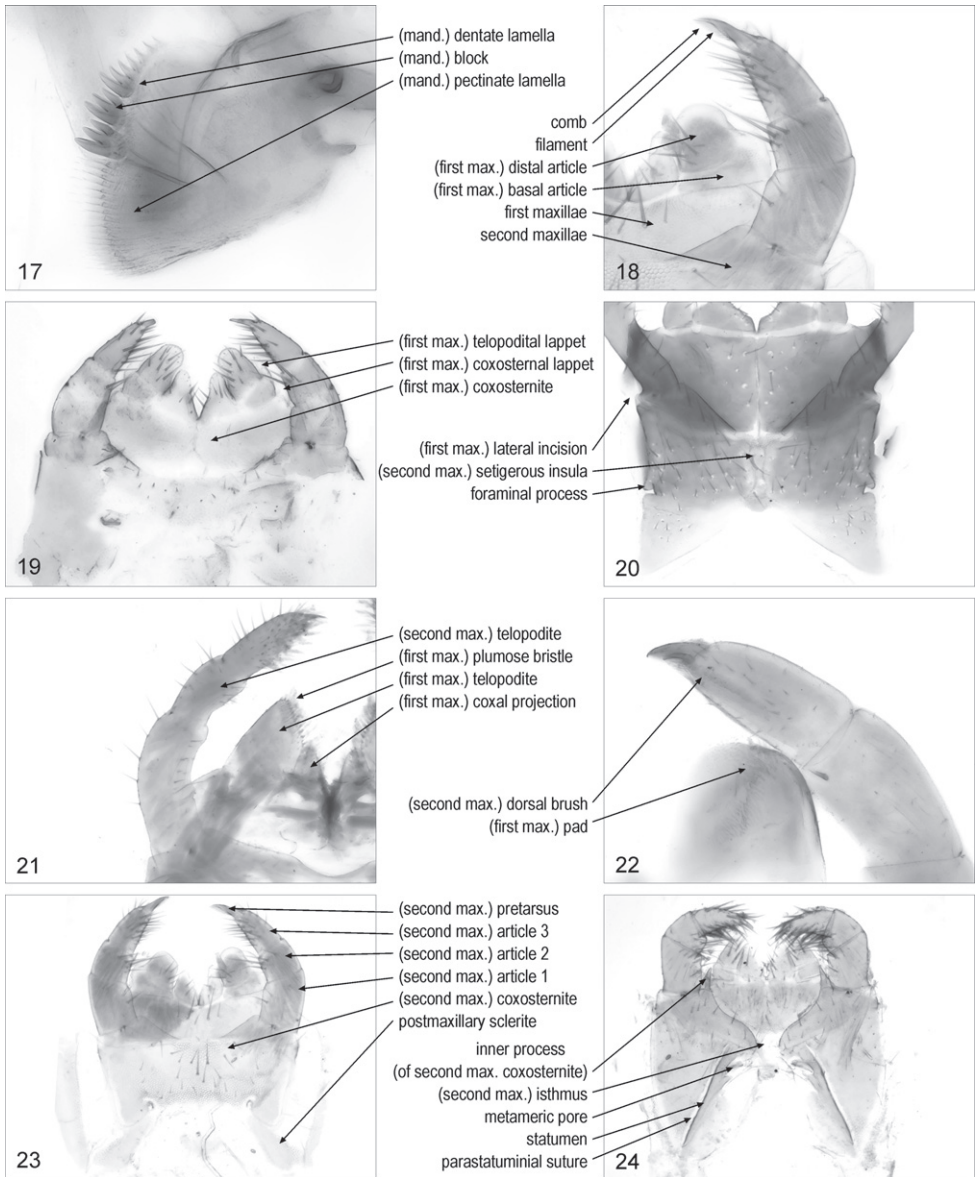 (mand.) dentate lamella
(mand.) block
(mand.) pectinate lamella
17
comb
filament
(first max.) distal article
(first max.) basal article
first maxillae
second maxillae
18
(first max.) telopodital lappet
(first max.) coxosternal lappet
(first max.) coxosternite
19
(first max.) lateral incision
(second max.) setigerous insula
foraminal process
20
(second max.) telopodite
(first max.) plumose bristle
(first max.) telopodite
(first max.) coxal projection
21
(second max.) dorsal brush
(first max.) pad
22
(second max.) pretarsus
(second max.) article 3
(second max.) article 2
(second max.) article 1
(second max.) coxosternite
postmaxillary sclerite
23
inner process
(of second max. coxosternite)
(second max.) isthmus
metameric pore
statumen
parastatuminial suture
24